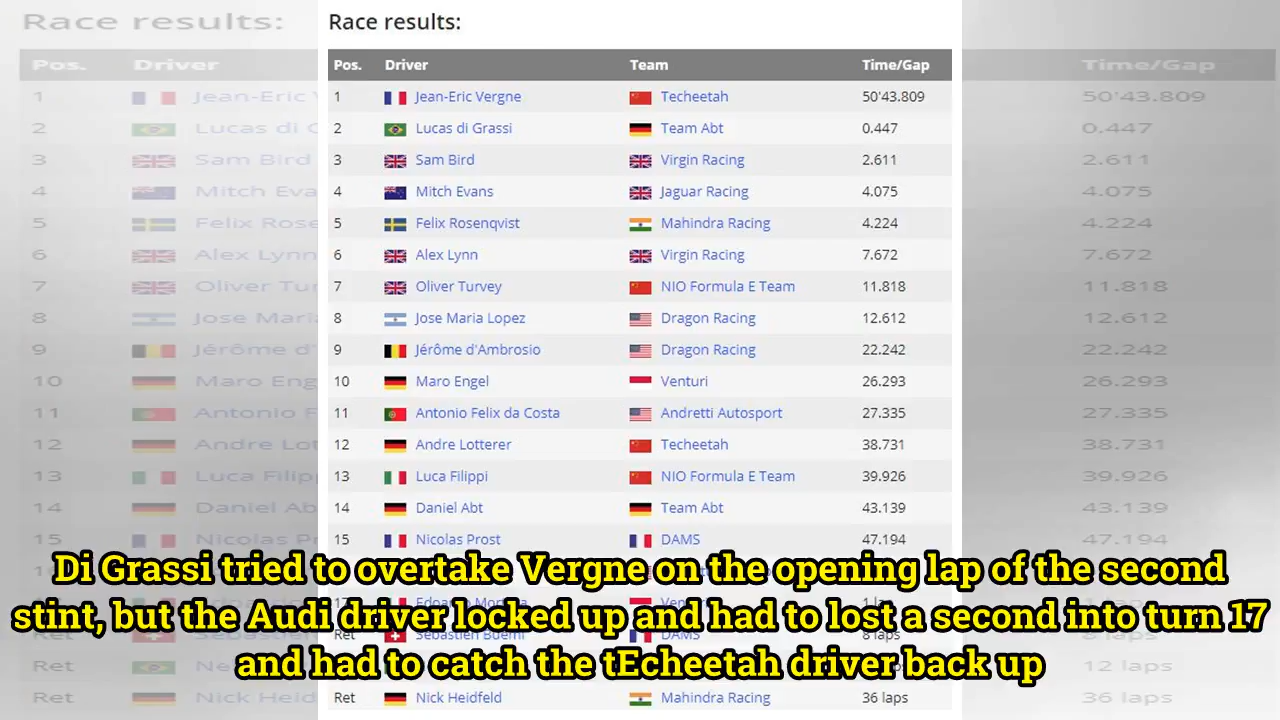 Race results:
Pos. Driver Team Time/Gap
1 Jean-Eric Vergne Techeetah 50'43.809
2 Lucas di Grassi Team Abt 0.447
3 Sam Bird Virgin Racing 2.611
4 Mitch Evans Jaguar Racing 4.075
5 Felix Rosenqvist Mahindra Racing 4.224
6 Alex Lynn Virgin Racing 7.672
7 Oliver Turvey NIO Formula E Team 11.818
8 Jose Maria Lopez Dragon Racing 12.612
9 Jérôme d'Ambrosio Dragon Racing 22.242
10 Maro Engel Venturi 26.293
11 Antonio Felix da Costa Andretti Autosport 27.335
12 Andre Lotterer Techeetah 38.731
13 Luca Filippi NIO Formula E Team 39.926
14 Daniel Abt Team Abt 43.139
15 Nicolas Prost DAMS 47.194
Di Grassi tried to overtake Vergne on the opening lap of the second
stint, but the Audi driver locked up and had to lost a second into turn 17
Ret Sebastien Buemi DAMS 8 laps
and had to catch the tEcheetah driver back up
Ret Nick Heidfeld Mahindra Racing 36 laps